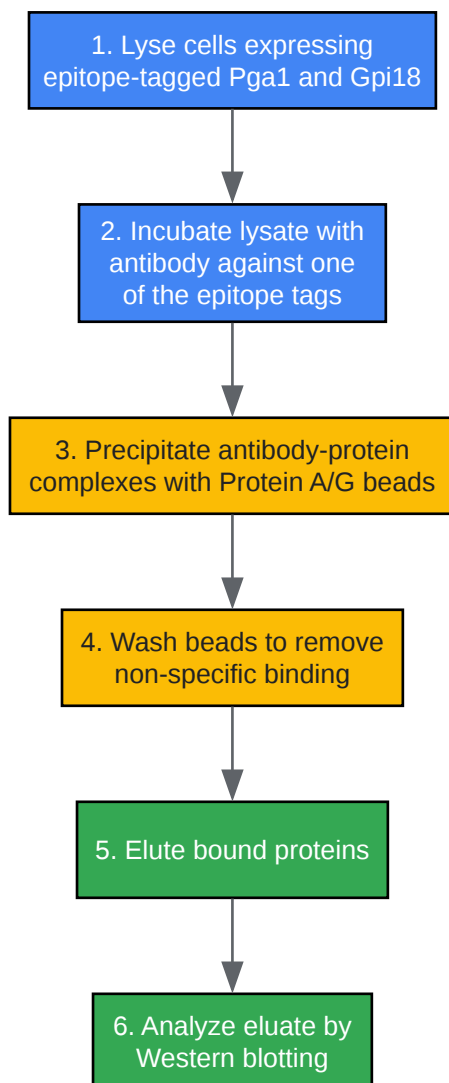 1. Lyse cells expressing
epitope-tagged Pga1 and Gpi18
2. Incubate lysate with
antibody against one
of the epitope tags
3. Precipitate antibody-protein
complexes with Protein A/G beads
4. Wash beads to remove
non-specific binding
5. Elute bound proteins
6. Analyze eluate by
Western blotting